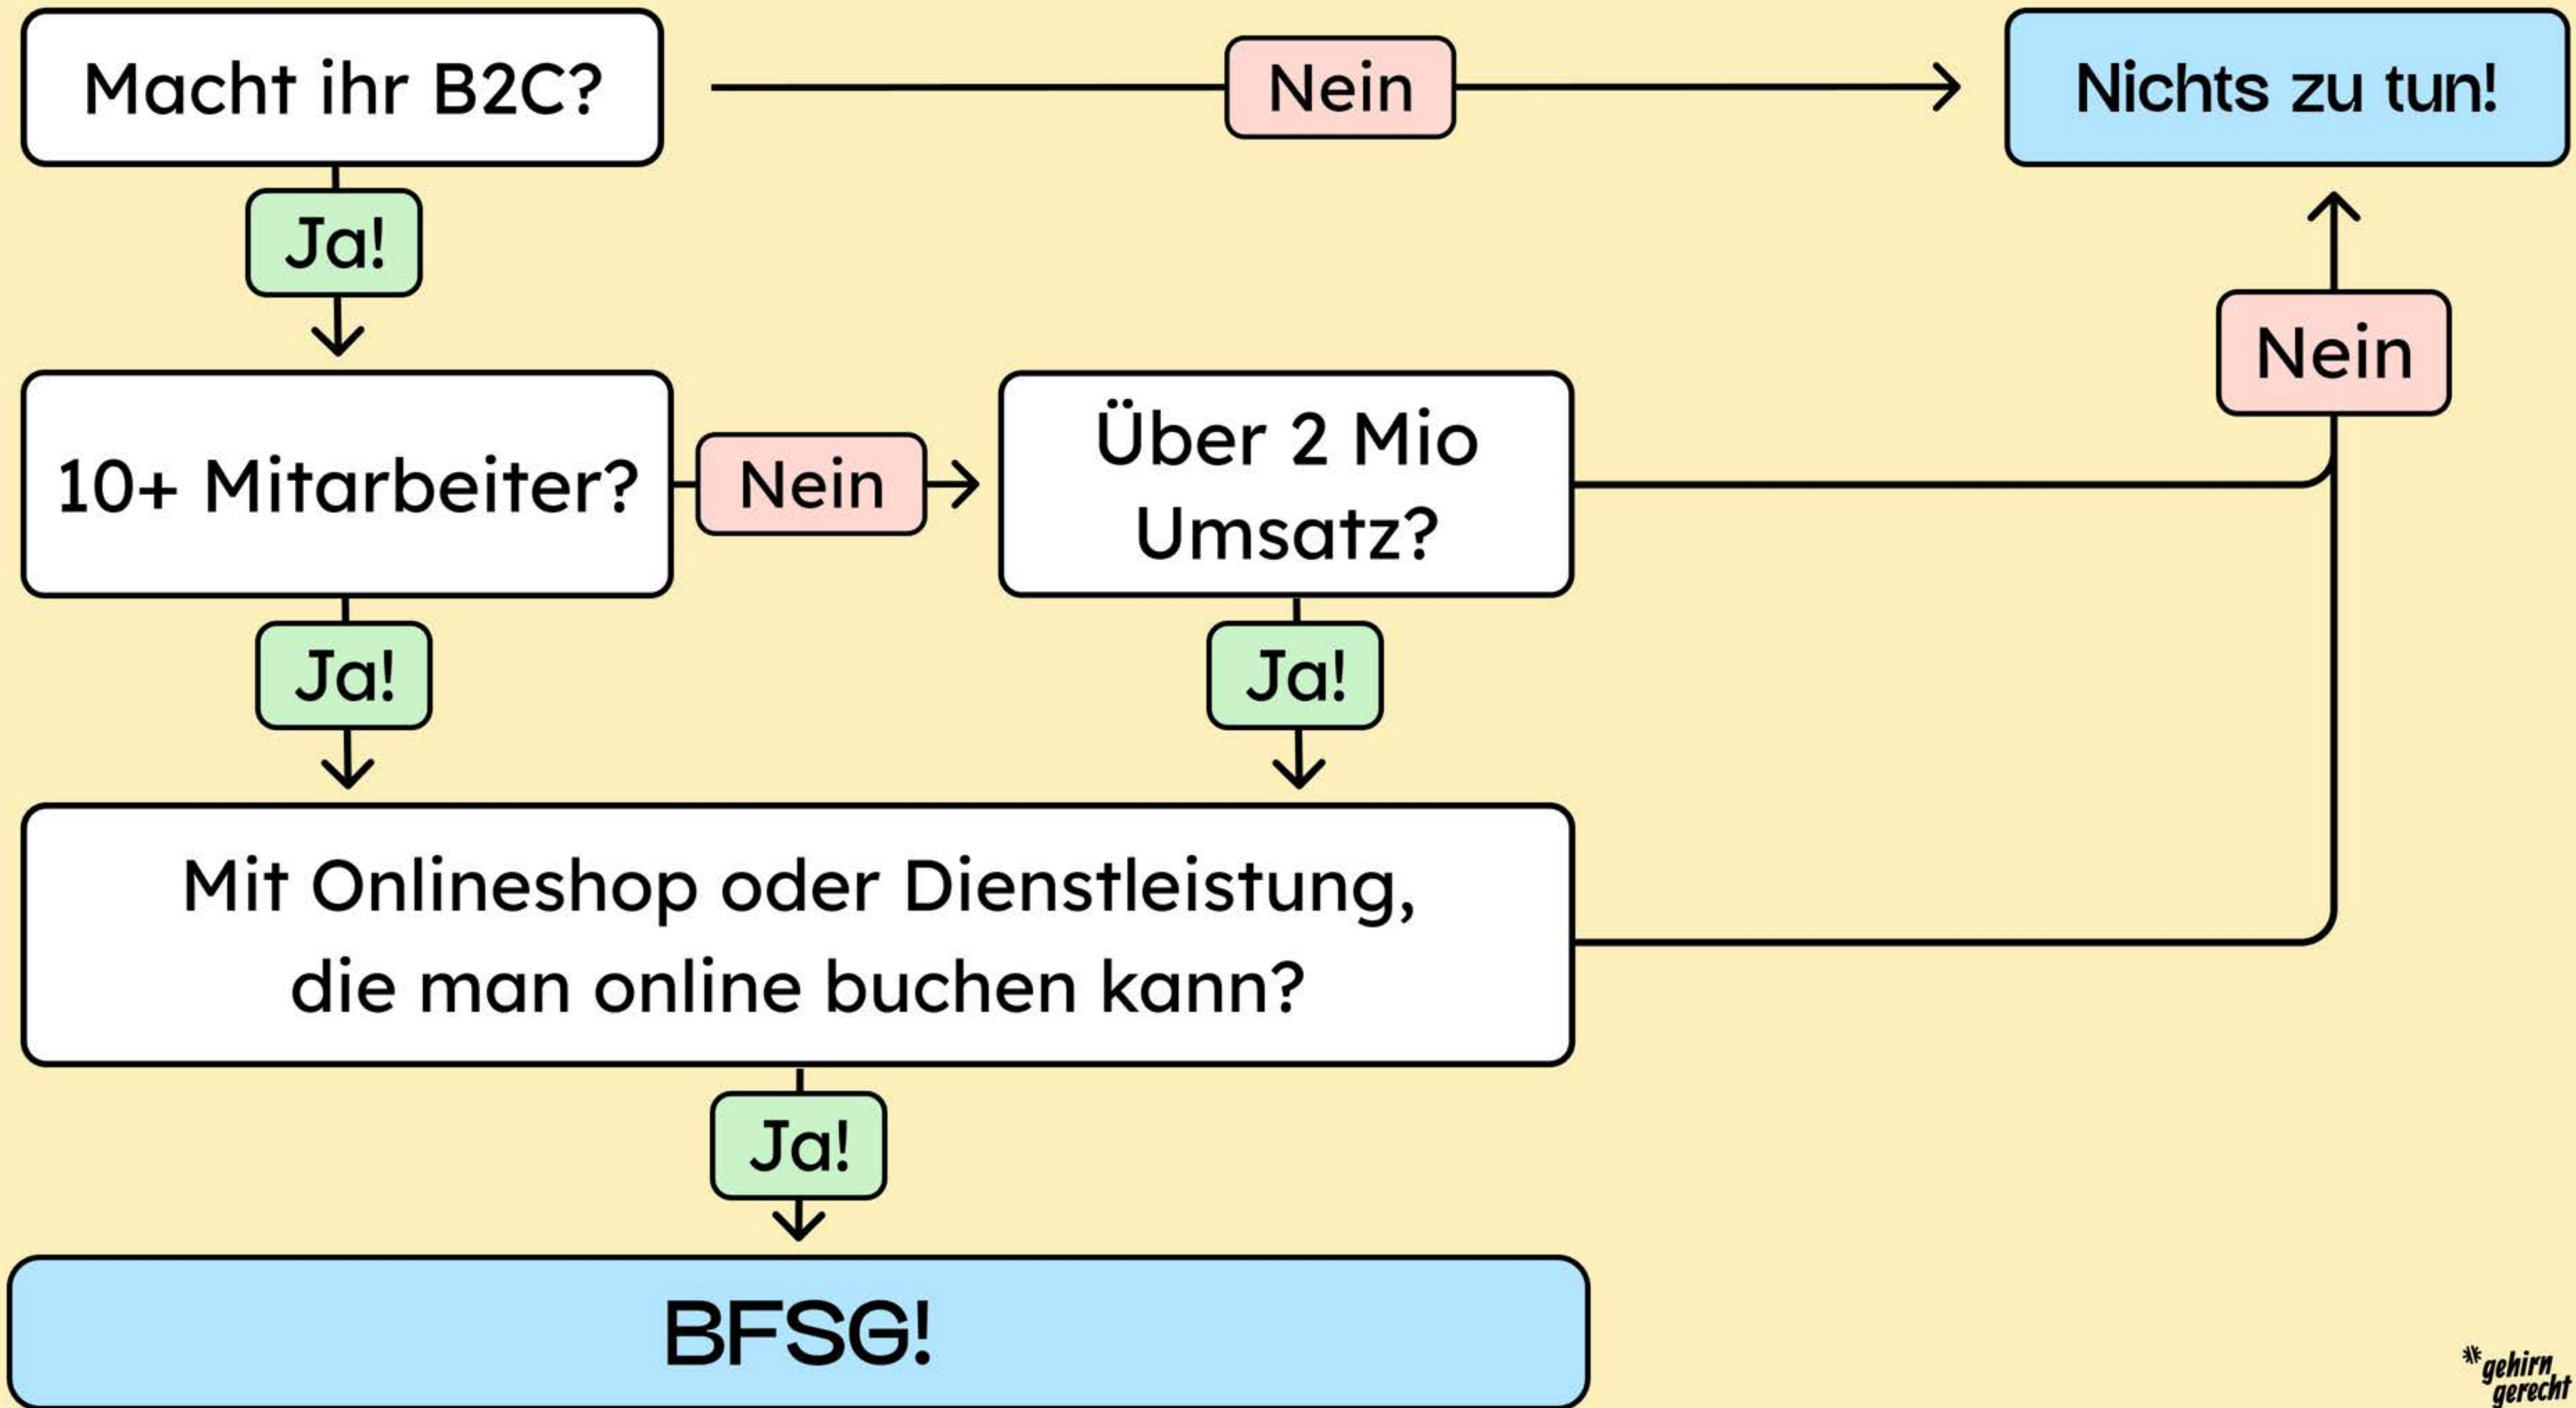 Macht ihr B2C?
Nein
Nichts zu tun!
Ja!
Nein
10+ Mitarbeiter?
Nein
Über 2 Mio
Umsatz?
Ja!
Ja!
Mit Onlineshop oder Dienstleistung,
die man online buchen kann?
Ja!
BFSG!
*gehirn
gerecht